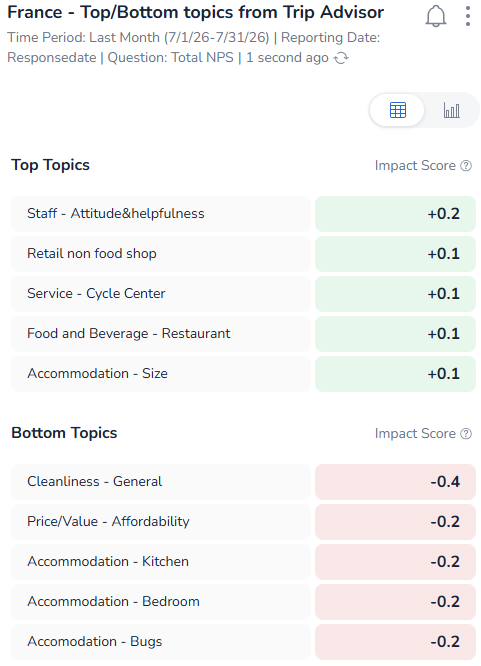 France - Top/Bottom topics from Trip Advisor
Time Period: Last Month (7/1/26-7/31/26) | Reporting Date:
Responsedate | Question: Total NPS | 1 second ago
Top Topics Impact Score
Staff - Attitude&helpfulness +0.2
Retail non food shop +0.1
Service - Cycle Center +0.1
Food and Beverage - Restaurant +0.1
Accommodation - Size +0.1
Bottom Topics Impact Score
Cleanliness - General -0.4
Price/Value - Affordability -0.2
Accommodation - Kitchen -0.2
Accommodation - Bedroom -0.2
Accomodation - Bugs -0.2